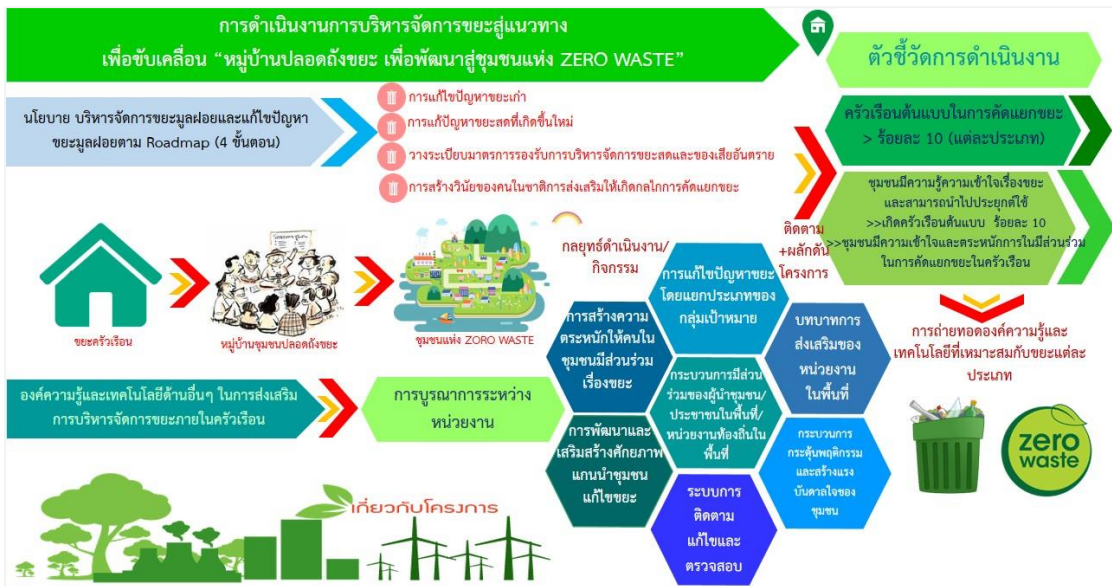 การดำเนินงานการบริหารจัดการขยะสู่แนวทาง
เพื่อขับเคลื่อน “หมู่บ้านปลอดถังขยะ เพื่อพัฒนาสู่ชุมชนแห่ง ZERO WASTE”
ตัวชี้วัดการดำเนินงาน
นโยบาย บริหารจัดการขยะมูลฝอยและแก้ไขปัญหา
ขยะมูลฝอยตาม Roadmap (4 ขั้นตอน)
การแก้ไขปัญหาขยะเก่า
การแก้ปัญหาขยะสดที่เกิดขึ้นใหม่
วางระเบียบมาตรการรองรับการบริหารจัดการขยะสดและของเสียอันตราย
การสร้างวินัยของคนในชาติการส่งเสริมให้เกิดกลไกการคัดแยกขยะ
ครัวเรือนต้นแบบในการคัดแยกขยะ
> ร้อยละ 10 (แต่ละประเภท)
ชุมชนมีความรู้ความเข้าใจเรื่องขยะ
และสามารถนำไปประยุกต์ใช้
>>เกิดครัวเรือนต้นแบบ ร้อยละ 10
>>ชุมชนมีความเข้าใจและตระหนักการในมีส่วนร่วม
ในการคัดแยกขยะในครัวเรือน
ติดตาม
+ผลักดัน
โครงการ
กลยุทธ์ดำเนินงาน/
กิจกรรม
ขยะครัวเรือน
หมู่บ้านชุมชนปลอดถังขยะ
ชุมชนแห่ง ZORO WASTE
การแก้ไขปัญหาขยะ
โดยแยกประเภทของ
กลุ่มเป้าหมาย
การสร้างความ
ตระหนักให้คนใน
ชุมชนมีส่วนร่วม
เรื่องขยะ
บทบาทการ
ส่งเสริมของ
หน่วยงาน
ในพื้นที่
กระบวนการมีส่วน
ร่วมของผู้นำชุมชน/
ประชาชนในพื้นที่/
หน่วยงานท้องถิ่นใน
พื้นที่
การพัฒนาและ
เสริมสร้างศักยภาพ
แกนนำชุมชน
แก้ไขขยะ
กระบวนการ
กระตุ้นพฤติกรรม
และสร้างแรง
บันดาลใจของ
ชุมชน
ระบบการ
ติดตาม
แก้ไขและ
ตรวจสอบ
การถ่ายทอดองค์ความรู้และ
เทคโนโลยีที่เหมาะสมกับขยะแต่ละ
ประเภท
zero
waste
องค์ความรู้และเทคโนโลยีด้านอื่นๆ ในการส่งเสริม
การบริหารจัดการขยะภายในครัวเรือน
การบูรณาการระหว่าง
หน่วยงาน
เกี่ยวกับโครงการ